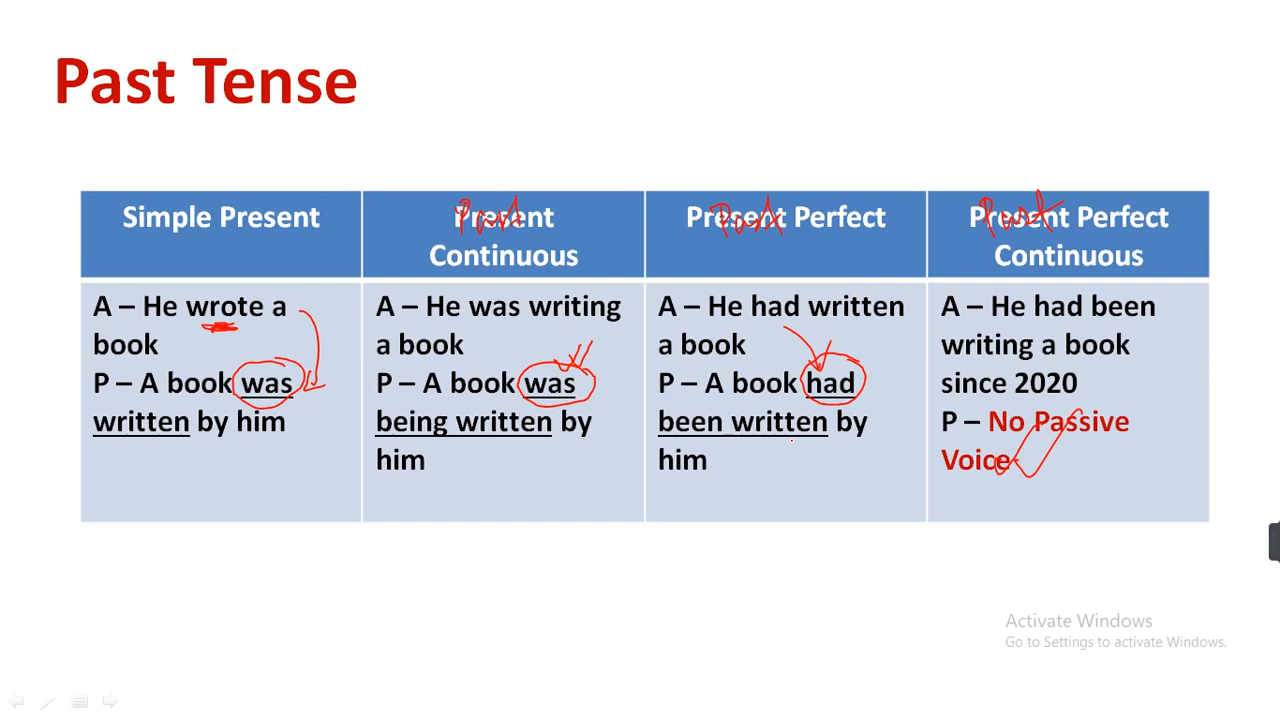 Past Tense
Simple Present
Present
Continuous
Past
Present Perfect
Past
Present Perfect
Continuous
Past
A – He wrote a
book
P – A book was
written by him
A – He was writing
a book
P – A book was
being written by
him
A – He had written
a book
P – A book had
been written by
him
A – He had been
writing a book
since 2020
P – No Passive
Voice
Activate Windows
Go to Settings to activate Windows.